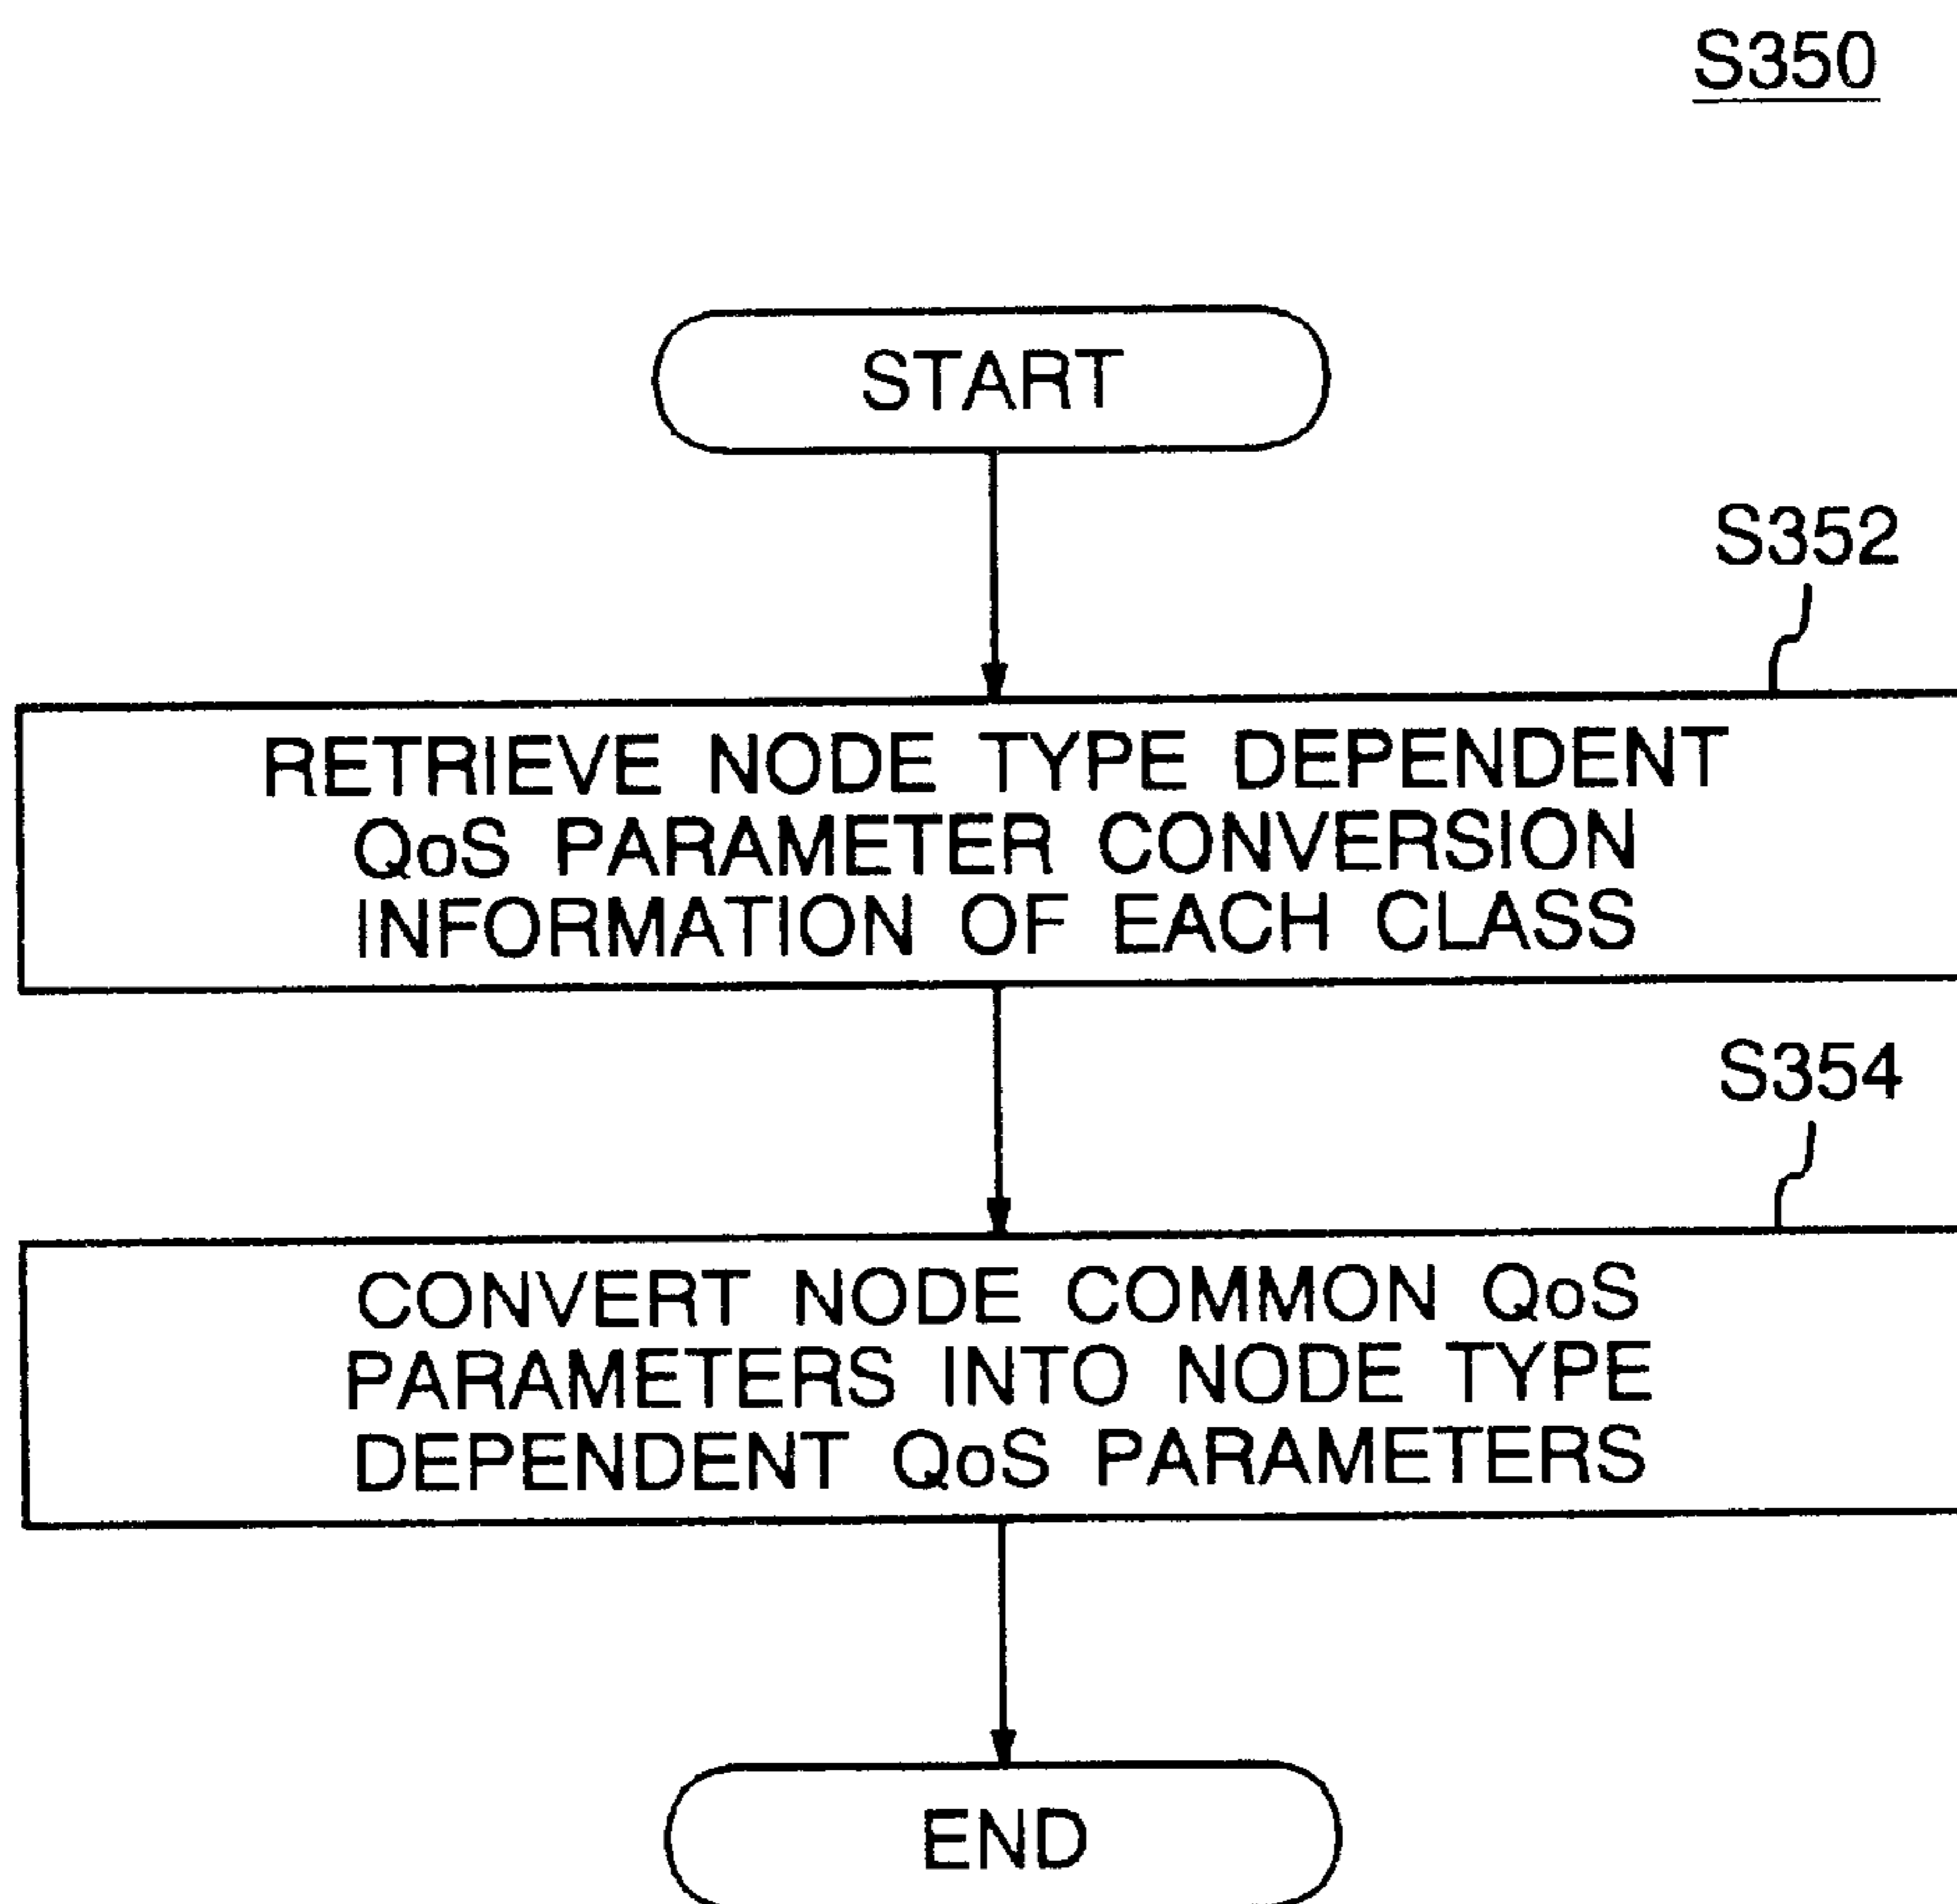 S350
START
S352
RETRIEVE NODE TYPE DEPENDENT
QoS PARAMETER CONVERSION
INFORMATION OF EACH CLASS
S354
CONVERT NODE COMMON QoS
PARAMETERS INTO NODE TYPE
DEPENDENT QoS PARAMETERS
END